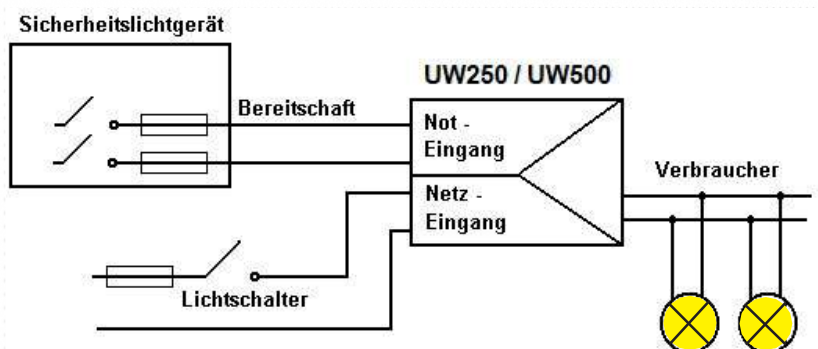 Sicherheitslichtgerät
UW250 / UW500
Bereitschaft
Not -
Eingang
Netz -
Eingang
Verbraucher
Lichtschalter